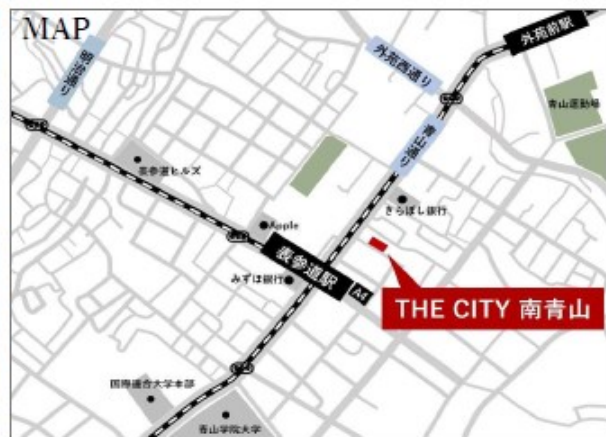 MAP
外苑前駅
明治通り
外苑西通り
青山運動場
青山通り
表参道ヒルズ
きらぼし銀行
Apple
表参道駅
みずほ銀行
A4
THE CITY 南青山
国際連合大学本部
青山学院大学